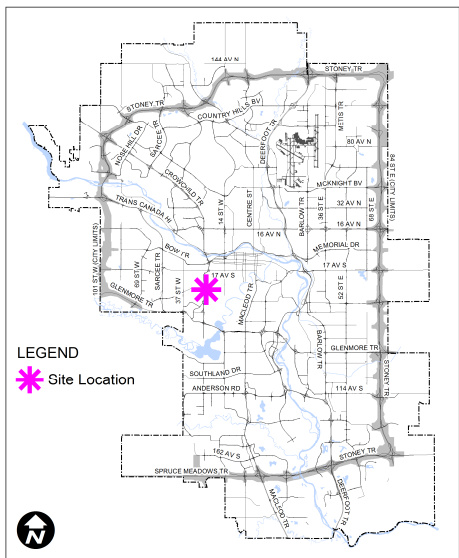 144 AV N
STONEY TR
STONEY TR
COUNTRY HILLS BV
METIS TR
NOSE HILL DR
SARCEE TR
DEERFOOT TR
80 AV N
84 ST E (CITY LIMITS)
CROWCHILD TR
MCKNIGHT BV
TRANS CANADA HI
14 ST W
CENTRE ST
BARLOW TR
36 ST E
32 AV N
68 ST E
16 AV N
16 AV N
101 ST W (CITY LIMITS)
BOW TR
MEMORIAL DR
69 ST W
SARCEE TR
37 ST W
17 AV S
17 AV S
GLENMORE TR
MACLEOD TR
52 ST E
BARLOW TR
GLENMORE TR
LEGEND
Site Location
SOUTHLAND DR
ANDERSON RD
114 AV S
STONEY TR
162 AV S
STONEY TR
SPRUCE MEADOWS TR
MACLEOD TR
DEERFOOT TR
N